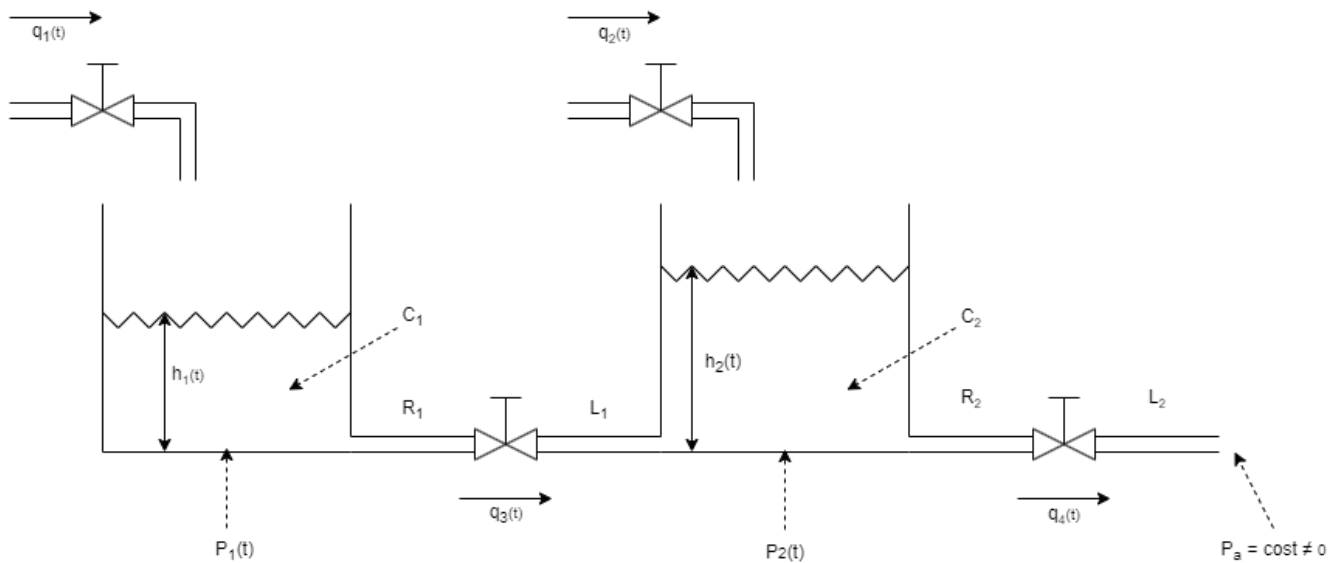 q₁(t)
q₂(t)
C₁
C₂
h₁(t)
h₂(t)
R₁
L₁
R₂
L₂
q₃(t)
q₄(t)
P₁(t)
P2(t)
Pₐ = cost ≠ 0